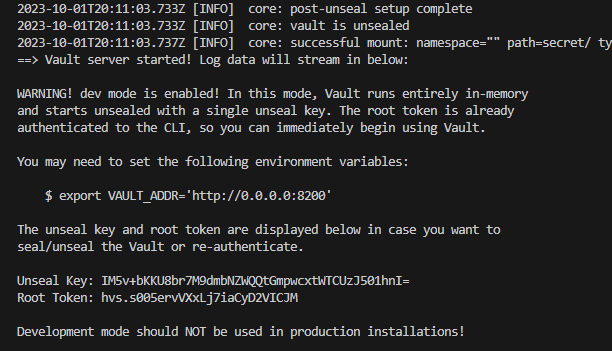 2023-10-01T20:11:03.733Z [INFO]  core: post-unseal setup complete
2023-10-01T20:11:03.733Z [INFO]  core: vault is unsealed
2023-10-01T20:11:03.737Z [INFO]  core: successful mount: namespace="" path=secret/ ty
==> Vault server started! Log data will stream in below:
WARNING! dev mode is enabled! In this mode, Vault runs entirely in-memory
and starts unsealed with a single unseal key. The root token is already
authenticated to the CLI, so you can immediately begin using Vault.
You may need to set the following environment variables:
$ export VAULT_ADDR='http://0.0.0.0:8200'
The unseal key and root token are displayed below in case you want to
seal/unseal the Vault or re-authenticate.
Unseal Key: IM5v+bKKU8br7M9dmbNZWQQtGmpwcxtWTCUzJ501hnI=
Root Token: hvs.s005ervVXxLj7iaCyD2VICJM
Development mode should NOT be used in production installations!